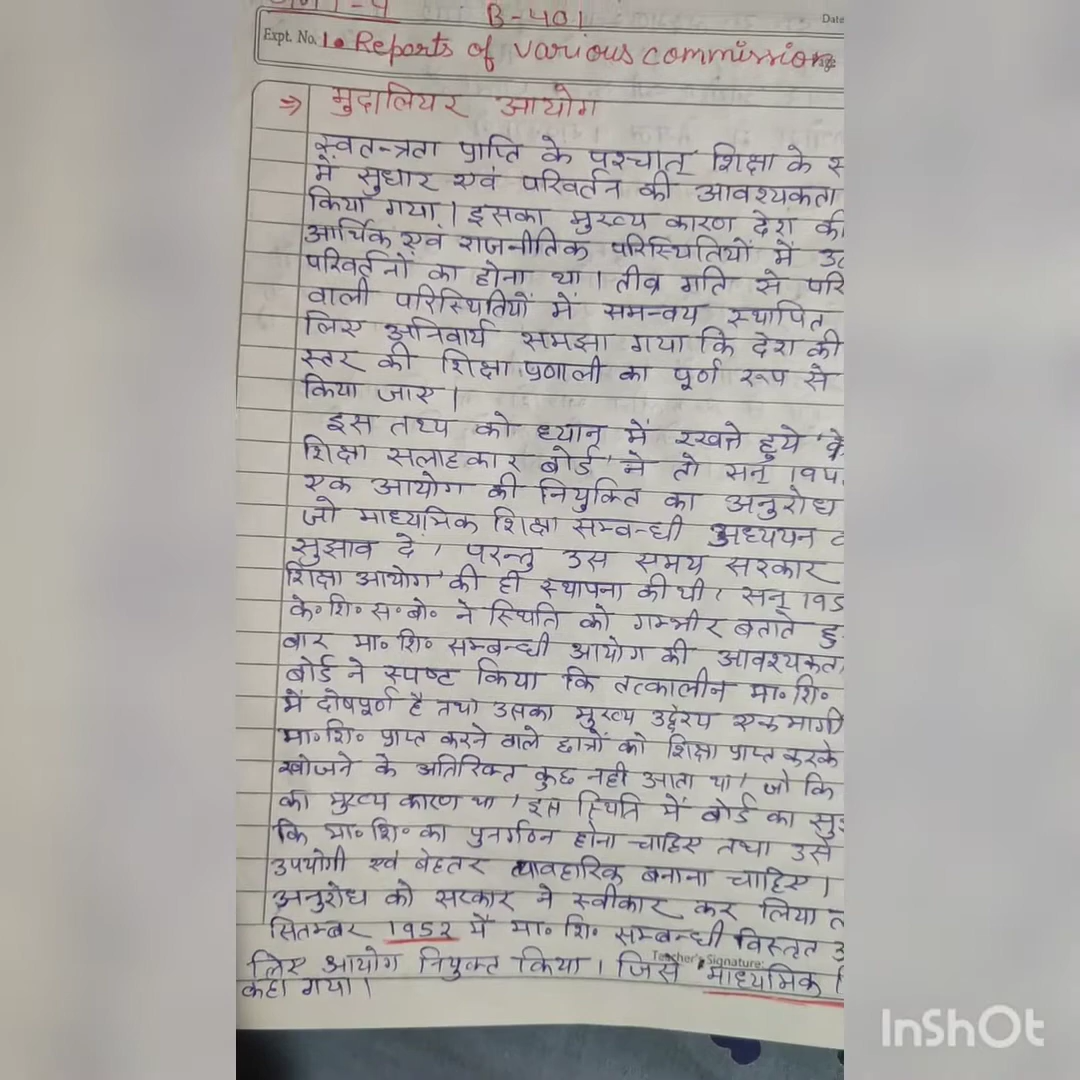 B-401
Date
Expt. No. 1. Reports of various commission
⇒ मुदालियर आयोग
स्वतन्त्रता प्राप्ति के पश्चात् शिक्षा के
में सुधार एवं परिवर्तन की आवश्यकता
किया गया। इसका मुख्य कारण देश की
आर्थिक एवं राजनीतिक परिस्थितियों में
परिवर्तनों का होना था। तीव्र गति से परि
वाली परिस्थितियों में समन्वय स्थापित
लिए अनिवार्य समझा गया कि देश की
स्तर की शिक्षा प्रणाली का पूर्ण रूप से
किया जाए।
इस तथ्य को ध्यान में रखते हुये 'के
शिक्षा सलाहकार बोर्ड' ने तो सन् 194
एक आयोग की नियुक्ति का अनुरोध
जो माध्यमिक शिक्षा सम्बन्धी अध्ययन
सुझाव दे, परन्तु उस समय सरकार
शिक्षा आयोग' की ही स्थापना की थी। सन् 195
के॰ शि॰ स॰ बो॰ ने स्थिति को गम्भीर बताते हु
बार मा॰ शि॰ सम्बन्धी आयोग की आवश्यकता
बोर्ड ने स्पष्ट किया कि तत्कालीन मा॰ शि॰
में दोषपूर्ण है तथा उसका मुख्य उद्देश्य एकमार्गी
मा॰ शि॰ प्राप्त करने वाले छात्रों को शिक्षा प्राप्त करके
खोजने के अतिरिक्त कुछ नही आता था, जो कि
का मुख्य कारण था। इस स्थिति में बोर्ड का सु
कि मा॰ शि॰ का पुनर्गठन होना चाहिए तथा उसे
उपयोगी एवं बेहतर व्यावहारिक बनाना चाहिए।
अनुरोध को सरकार ने स्वीकार कर लिया
सितम्बर 1952 में मा॰ शि॰ सम्बन्धी विस्तृत
Teacher's Signature:
लिए आयोग नियुक्त किया। जिसे 'माध्यमिक
कहा गया।
InShOt